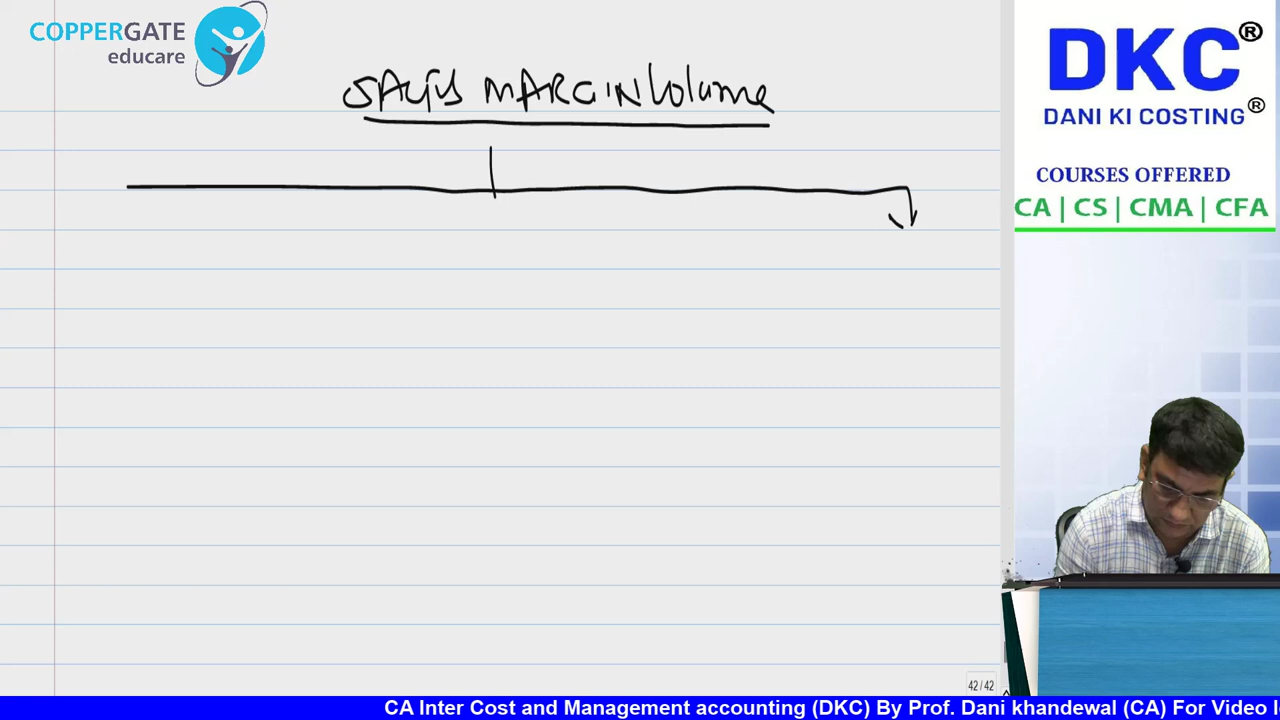 COPPERGATE
educare
SALES MARGIN Volume
DKC®
DANI KI COSTING®
COURSES OFFERED
CA | CS | CMA | CFA
42 / 42
CA Inter Cost and Management accounting (DKC) By Prof. Dani khandewal (CA) For Video